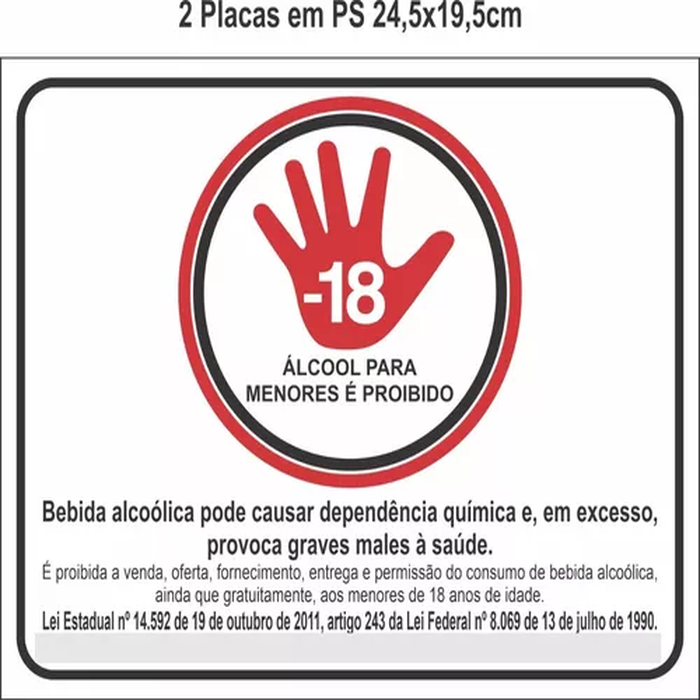 2 Placas em PS 24,5x19,5cm
-18
ÁLCOOL PARA
MENORES É PROIBIDO
Bebida alcoólica pode causar dependência química e, em excesso,
provoca graves males à saúde.
É proibida a venda, oferta, fornecimento, entrega e permissão do consumo de bebida alcoólica,
ainda que gratuitamente, aos menores de 18 anos de idade.
Lei Estadual nº 14.592 de 19 de outubro de 2011, artigo 243 da Lei Federal nº 8.069 de 13 de julho de 1990.